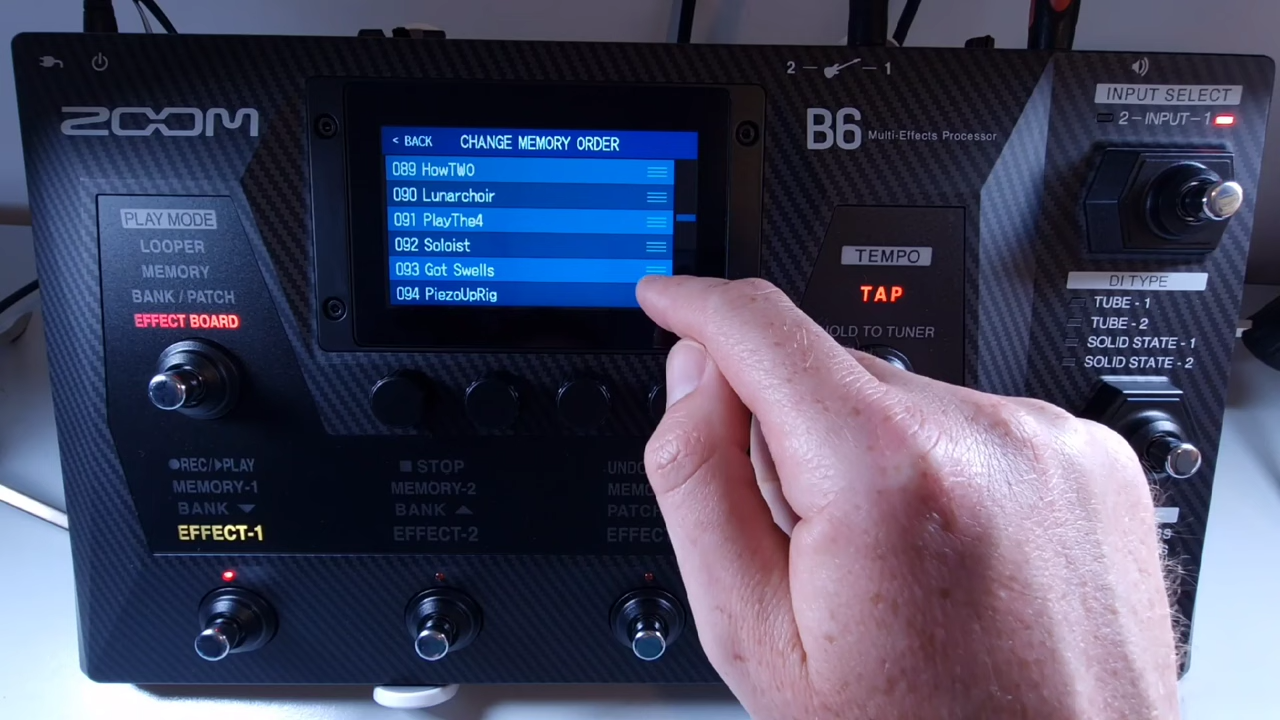 ZOOM
PLAY MODE
LOOPER
MEMORY
BANK / PATCH
EFFECT BOARD
< BACK CHANGE MEMORY ORDER
089 HowTWO
090 Lunarchoir
091 PlayThe4
092 Soloist
093 Got Swells
094 PiezoUpRig
2 1
B6 Multi-Effects Processor
TEMPO
TAP
HOLD TO TUNER
INPUT SELECT
2-INPUT-1
DI TYPE
TUBE - 1
TUBE - 2
SOLID STATE - 1
SOLID STATE - 2
REC/PLAY
MEMORY-1
BANK
EFFECT-1
STOP
MEMORY-2
BANK
EFFECT-2